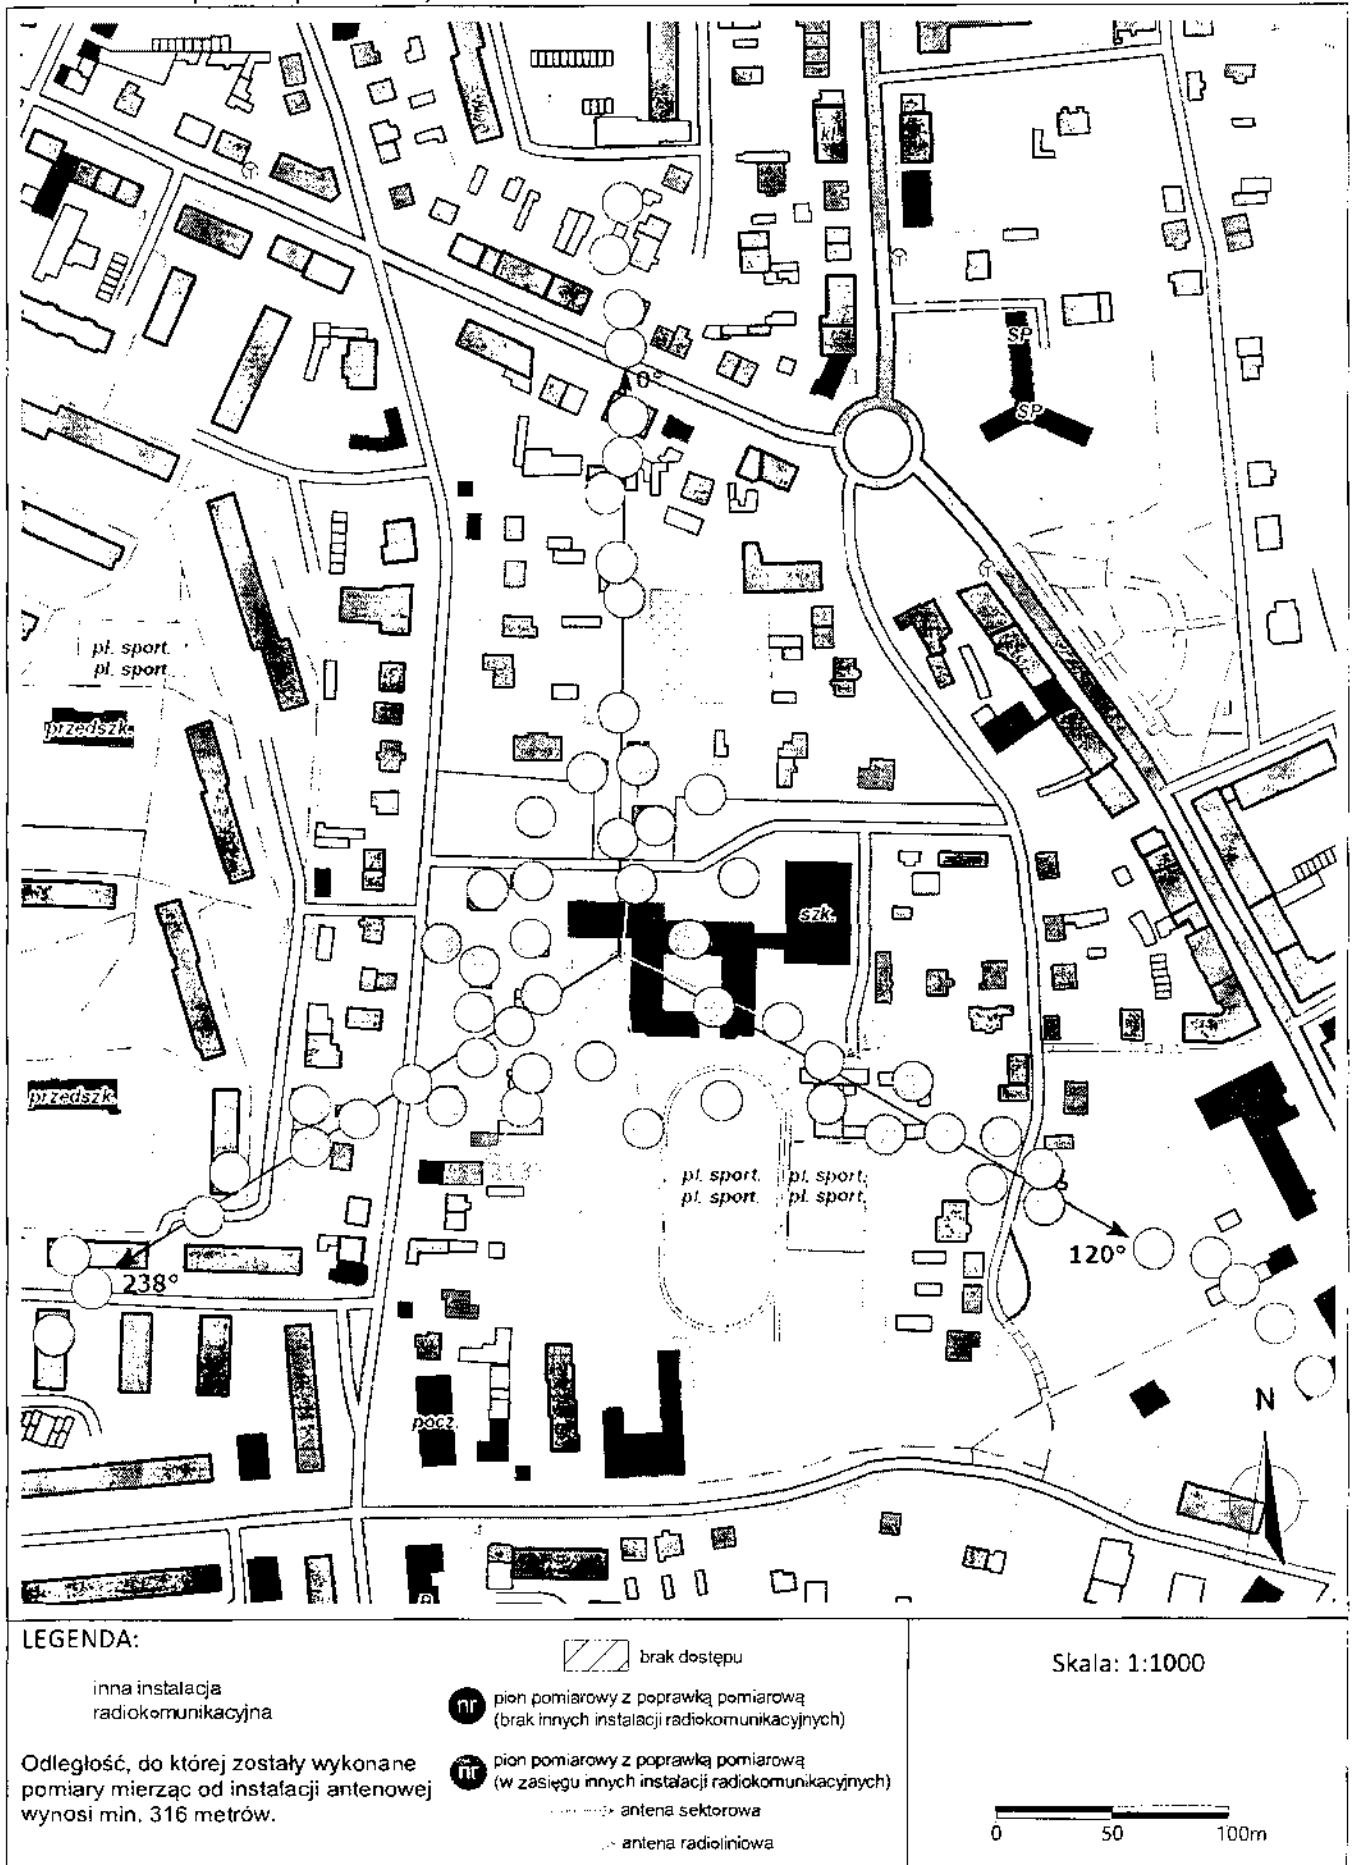 kl.
SP
SP
0°
pl. sport.
pl. sport.
przedszk.
szk.
przedszk.
pl. sport.
pl. sport.
pl. sport.
pl. sport.
120°
238°
pocz.
N
LEGENDA:
inna instalacja
radiokomunikacyjna
Odległość, do której zostały wykonane
pomiary mierząc od instalacji antenowej
wynosi min. 316 metrów.
brak dostępu
nr pion pomiarowy z poprawką pomiarową
(brak innych instalacji radiokomunikacyjnych)
nr pion pomiarowy z poprawką pomiarową
(w zasięgu innych instalacji radiokomunikacyjnych)
antena sektorowa
antena radioliniowa
Skala: 1:1000
0 50 100m